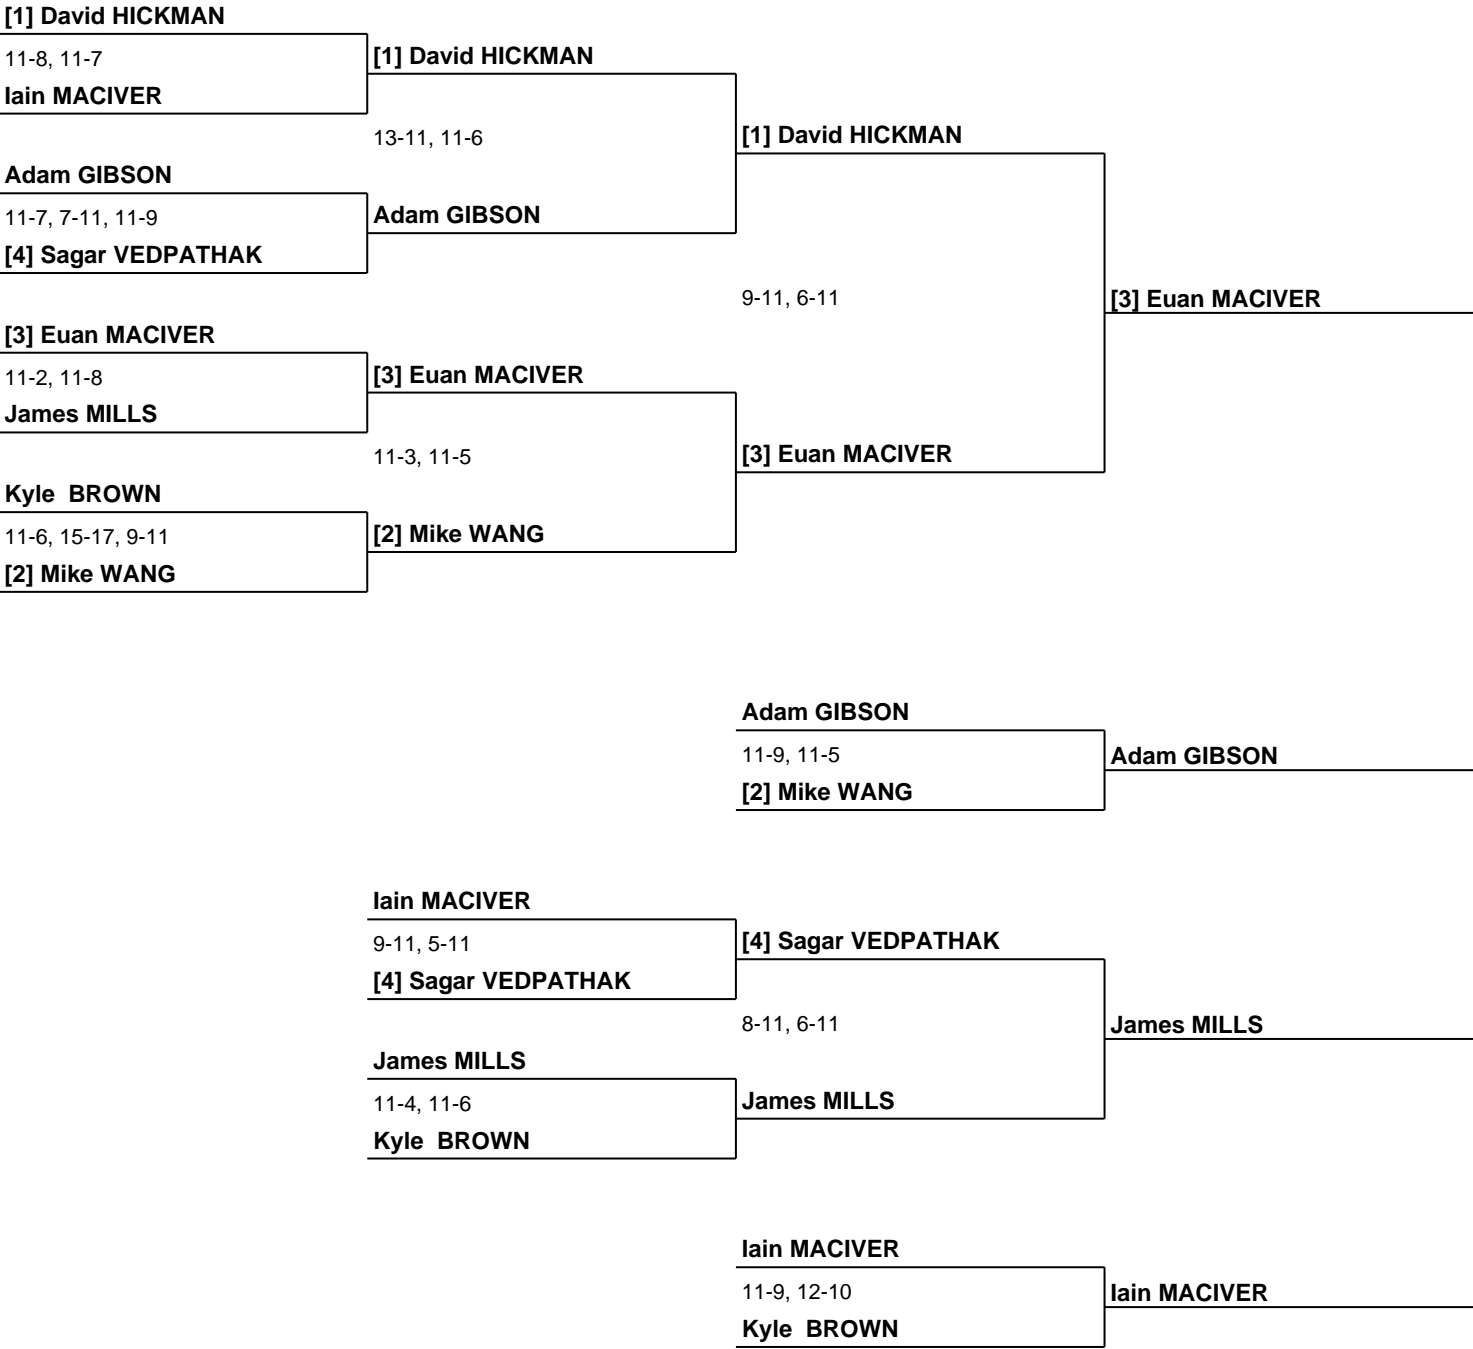 [1] David HICKMAN
11-8, 11-7
Iain MACIVER
[1] David HICKMAN
13-11, 11-6
[1] David HICKMAN
Adam GIBSON
11-7, 7-11, 11-9
[4] Sagar VEDPATHAK
Adam GIBSON
9-11, 6-11
[3] Euan MACIVER
[3] Euan MACIVER
11-2, 11-8
James MILLS
[3] Euan MACIVER
11-3, 11-5
[3] Euan MACIVER
Kyle  BROWN
11-6, 15-17, 9-11
[2] Mike WANG
[2] Mike WANG
Adam GIBSON
11-9, 11-5
[2] Mike WANG
Adam GIBSON
Iain MACIVER
9-11, 5-11
[4] Sagar VEDPATHAK
[4] Sagar VEDPATHAK
8-11, 6-11
James MILLS
James MILLS
11-4, 11-6
Kyle  BROWN
James MILLS
Iain MACIVER
11-9, 12-10
Kyle  BROWN
Iain MACIVER